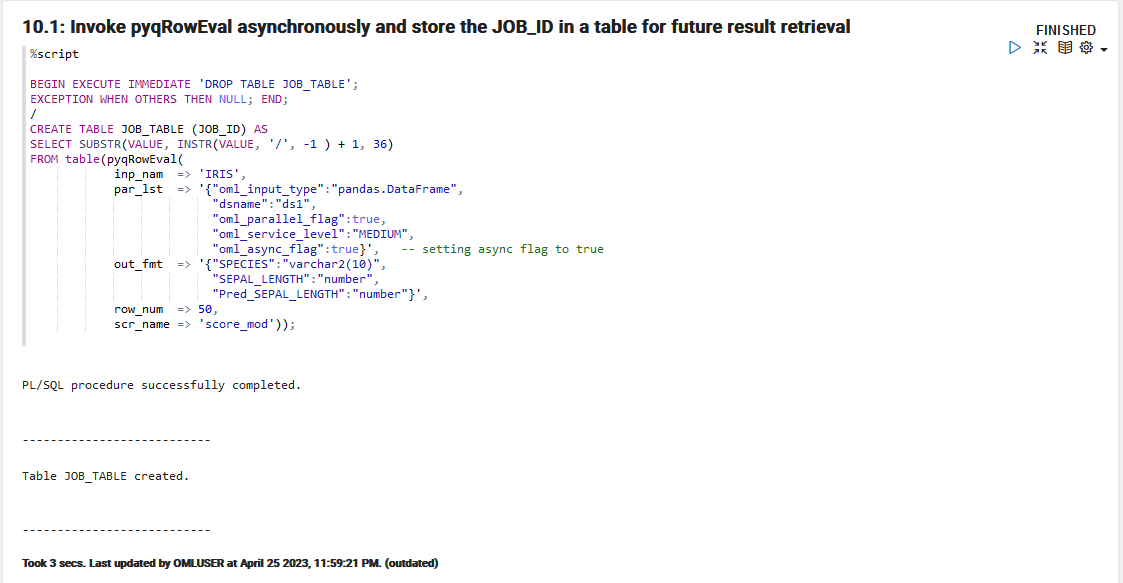 10.1: Invoke pyqRowEval asynchronously and store the JOB_ID in a table for future result retrieval
FINISHED
%script
BEGIN EXECUTE IMMEDIATE 'DROP TABLE JOB_TABLE';
EXCEPTION WHEN OTHERS THEN NULL; END;
/
CREATE TABLE JOB_TABLE (JOB_ID) AS
SELECT SUBSTR(VALUE, INSTR(VALUE, '/', -1 ) + 1, 36)
FROM table(pyqRowEval(
inp_nam => 'IRIS',
par_lst => '{"oml_input_type":"pandas.DataFrame",
"dsname":"ds1",
"oml_parallel_flag":true,
"oml_service_level":"MEDIUM",
"oml_async_flag":true}', -- setting async flag to true
out_fmt => '{"SPECIES":"varchar2(10)",
"SEPAL_LENGTH":"number",
"Pred_SEPAL_LENGTH":"number"}',
row_num => 50,
scr_name => 'score_mod'));
PL/SQL procedure successfully completed.
---------------------------
Table JOB_TABLE created.
---------------------------
Took 3 secs. Last updated by OMLUSER at April 25 2023, 11:59:21 PM. (outdated)